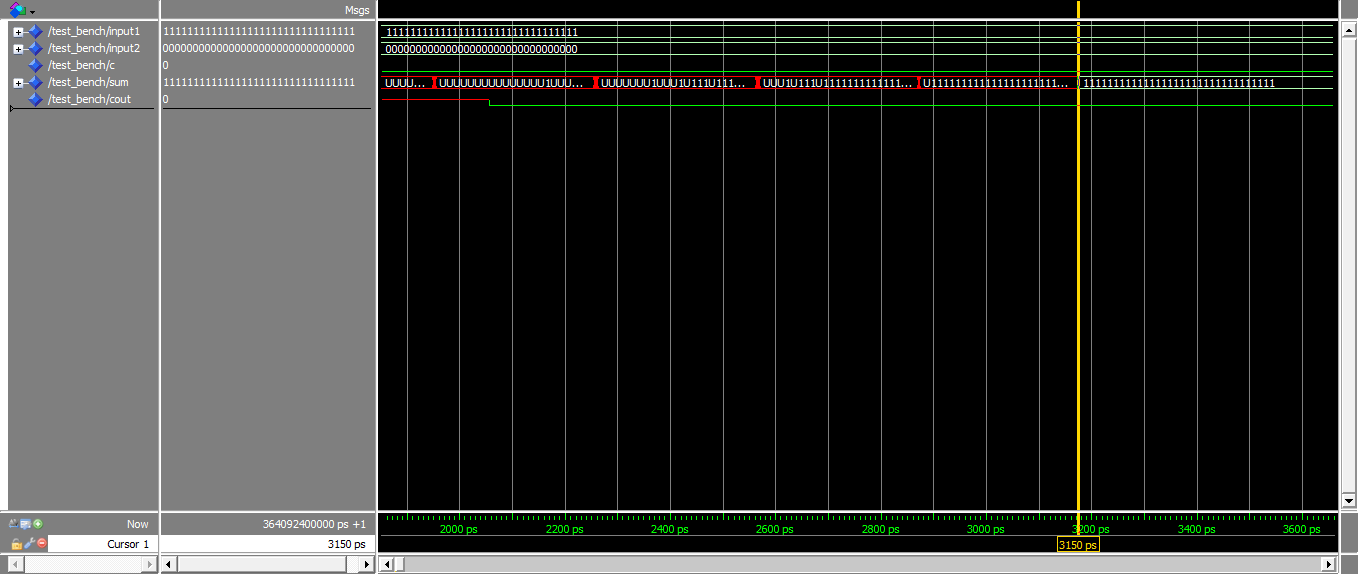 Msgs
/test_bench/input1 11111111111111111111111111111111 11111111111111111111111111111111
/test_bench/input2 00000000000000000000000000000000 00000000000000000000000000000000
/test_bench/c 0
/test_bench/sum 11111111111111111111111111111111 UUUU... UUUUUUUUUUUUUUU1UUU... UUUUUUU1UUU1U111U111... UUU1U111U1111111111111... U111111111111111111111... 11111111111111111111111111111111
/test_bench/cout 0
Now 364092400000 ps +1 2000 ps 2200 ps 2400 ps 2600 ps 2800 ps 3000 ps 3200 ps 3400 ps 3600 ps
Cursor 1 3150 ps 3150 ps